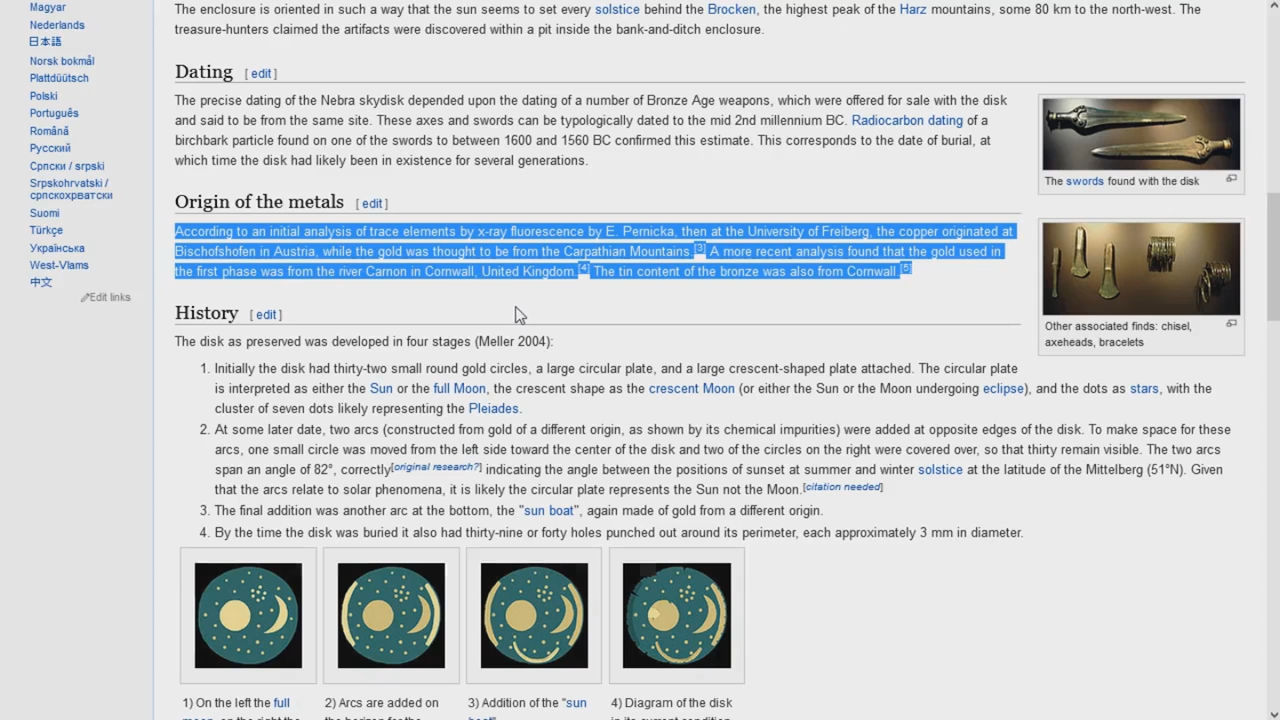 Magyar
Nederlands
日本語
Norsk bokmål
Plattdüütsch
Polski
Português
Română
Русский
Српски / srpski
Srpskohrvatski /
српскохрватски
Suomi
Türkçe
Українська
West-Vlams
中文
Edit links
The enclosure is oriented in such a way that the sun seems to set every solstice behind the Brocken, the highest peak of the Harz mountains, some 80 km to the north-west. The
treasure-hunters claimed the artifacts were discovered within a pit inside the bank-and-ditch enclosure.
Dating [ edit ]
The precise dating of the Nebra skydisk depended upon the dating of a number of Bronze Age weapons, which were offered for sale with the disk
and said to be from the same site. These axes and swords can be typologically dated to the mid 2nd millennium BC. Radiocarbon dating of a
birchbark particle found on one of the swords to between 1600 and 1560 BC confirmed this estimate. This corresponds to the date of burial, at
which time the disk had likely been in existence for several generations.
The swords found with the disk
Origin of the metals [ edit ]
According to an initial analysis of trace elements by x-ray fluorescence by E. Pernicka, then at the University of Freiberg, the copper originated at
Bischofshofen in Austria, while the gold was thought to be from the Carpathian Mountains.[3] A more recent analysis found that the gold used in
the first phase was from the river Carnon in Cornwall, United Kingdom.[4] The tin content of the bronze was also from Cornwall.[5]
Other associated finds: chisel,
axeheads, bracelets
History [ edit ]
The disk as preserved was developed in four stages (Meller 2004):
1. Initially the disk had thirty-two small round gold circles, a large circular plate, and a large crescent-shaped plate attached. The circular plate
is interpreted as either the Sun or the full Moon, the crescent shape as the crescent Moon (or either the Sun or the Moon undergoing eclipse), and the dots as stars, with the
cluster of seven dots likely representing the Pleiades.
2. At some later date, two arcs (constructed from gold of a different origin, as shown by its chemical impurities) were added at opposite edges of the disk. To make space for these
arcs, one small circle was moved from the left side toward the center of the disk and two of the circles on the right were covered over, so that thirty remain visible. The two arcs
span an angle of 82°, correctly[original research?] indicating the angle between the positions of sunset at summer and winter solstice at the latitude of the Mittelberg (51°N). Given
that the arcs relate to solar phenomena, it is likely the circular plate represents the Sun not the Moon.[citation needed]
3. The final addition was another arc at the bottom, the "sun boat", again made of gold from a different origin.
4. By the time the disk was buried it also had thirty-nine or forty holes punched out around its perimeter, each approximately 3 mm in diameter.
1) On the left the full
2) Arcs are added on
3) Addition of the "sun
4) Diagram of the disk